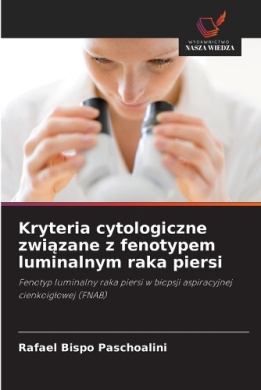 WYDAWNICTWO
NASZA WIEDZA
Kryteria cytologiczne
związane z fenotypem
luminalnym raka piersi
Fenotyp luminalny raka piersi w biopsji aspiracyjnej
cienkoigłowej (FNAB)
Rafael Bispo Paschoalini